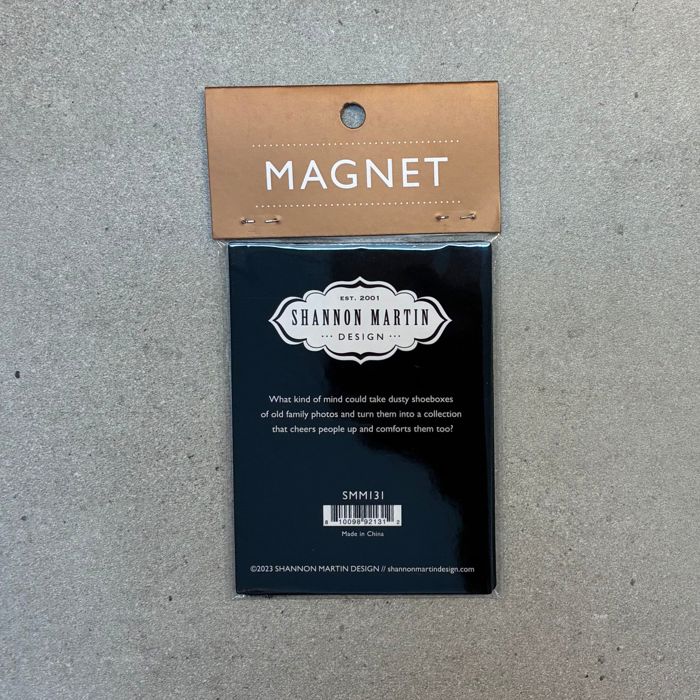 MAGNET
EST. 2001
SHANNON MARTIN
··· DESIGN ···
What kind of mind could take dusty shoeboxes
of old family photos and turn them into a collection
that cheers people up and comforts them too?
SMM131
8 10098 92131 2
Made in China
©2023 SHANNON MARTIN DESIGN // shannonmartindesign.com